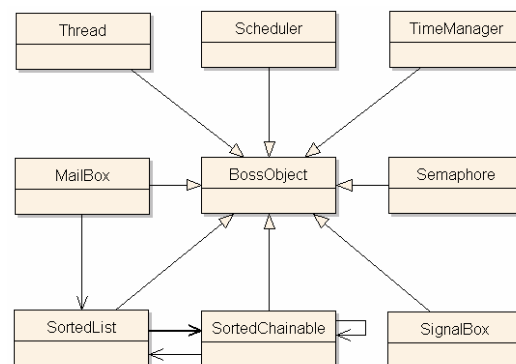 Thread
Scheduler
TimeManager
MailBox
BossObject
Semaphore
SortedList
SortedChainable
SignalBox